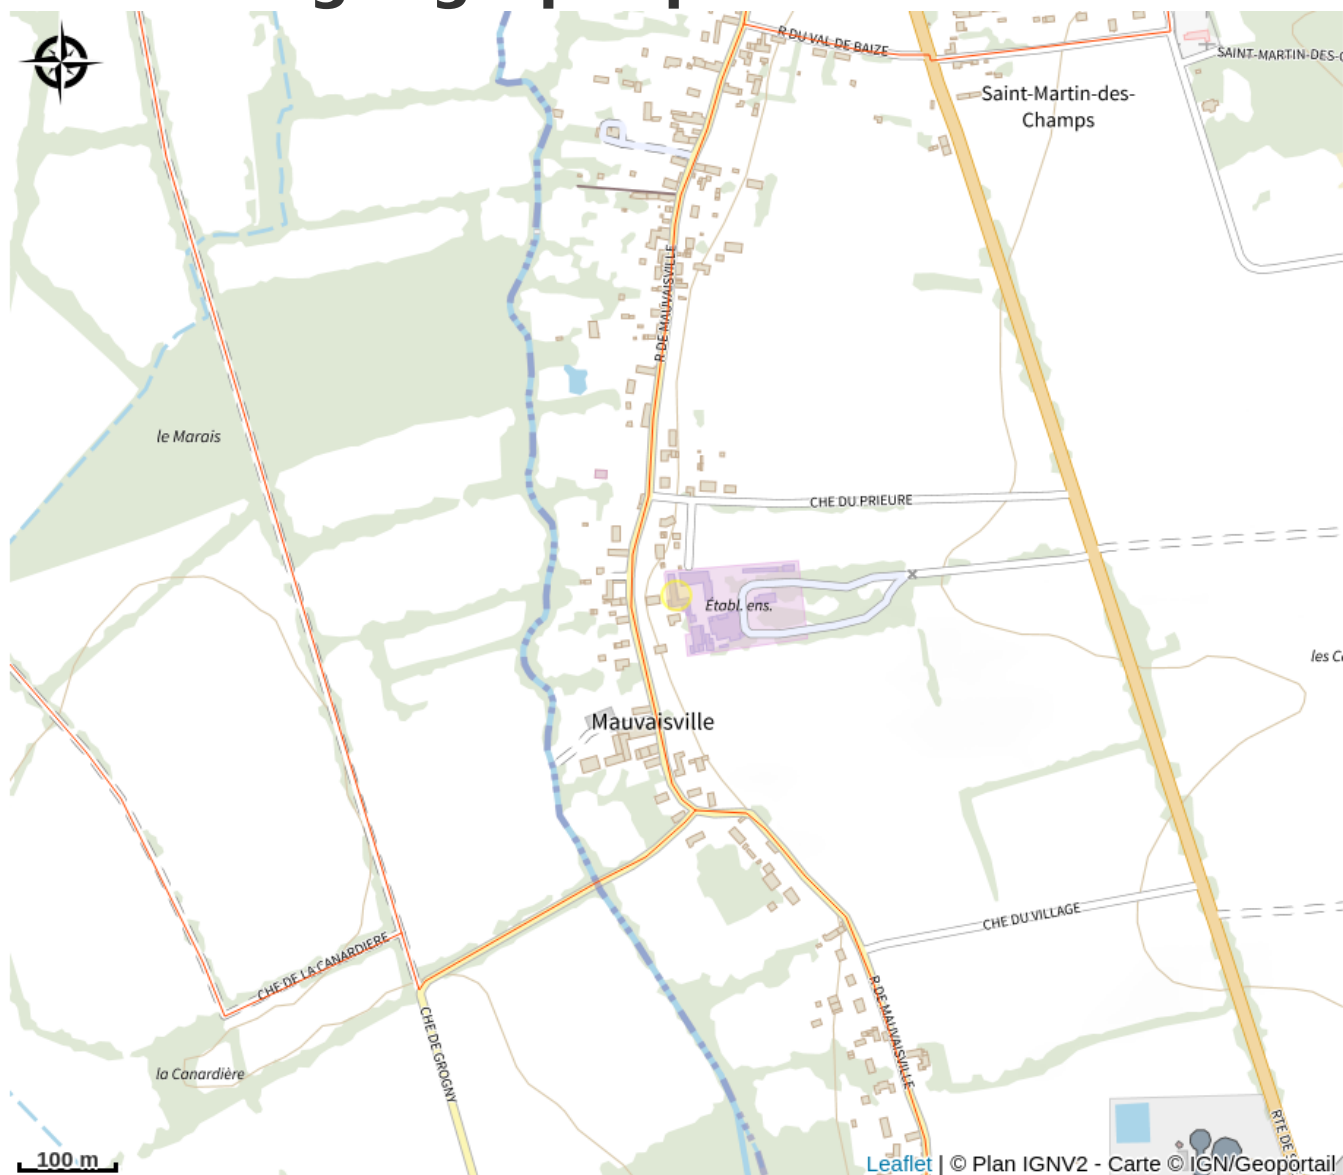 R DU VAL DE BAIZE
SAINT-MARTIN-DES-
Saint-Martin-des-
Champs
R DE MAUVAISVILLE
le Marais
CHE DU PRIEURE
Établ. ens.
les
Mauvaisville
CHE DU VILLAGE
CHE DE LA CANARDIERE
R DE MAUVAISVILLE
CHE DE GROGNY
la Canardière
RTE DE
100 m
Leaflet | © Plan IGNV2 - Carte © IGN/Geoportail